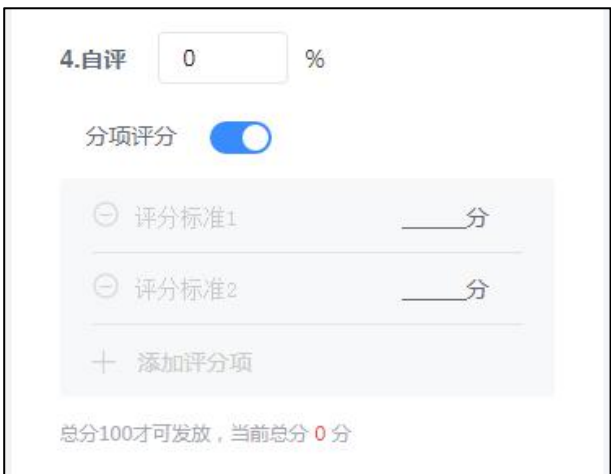 4.自评 0 %
分项评分
评分标准1 _____分
评分标准2 _____分
添加评分项
总分100才可发放，当前总分 0 分